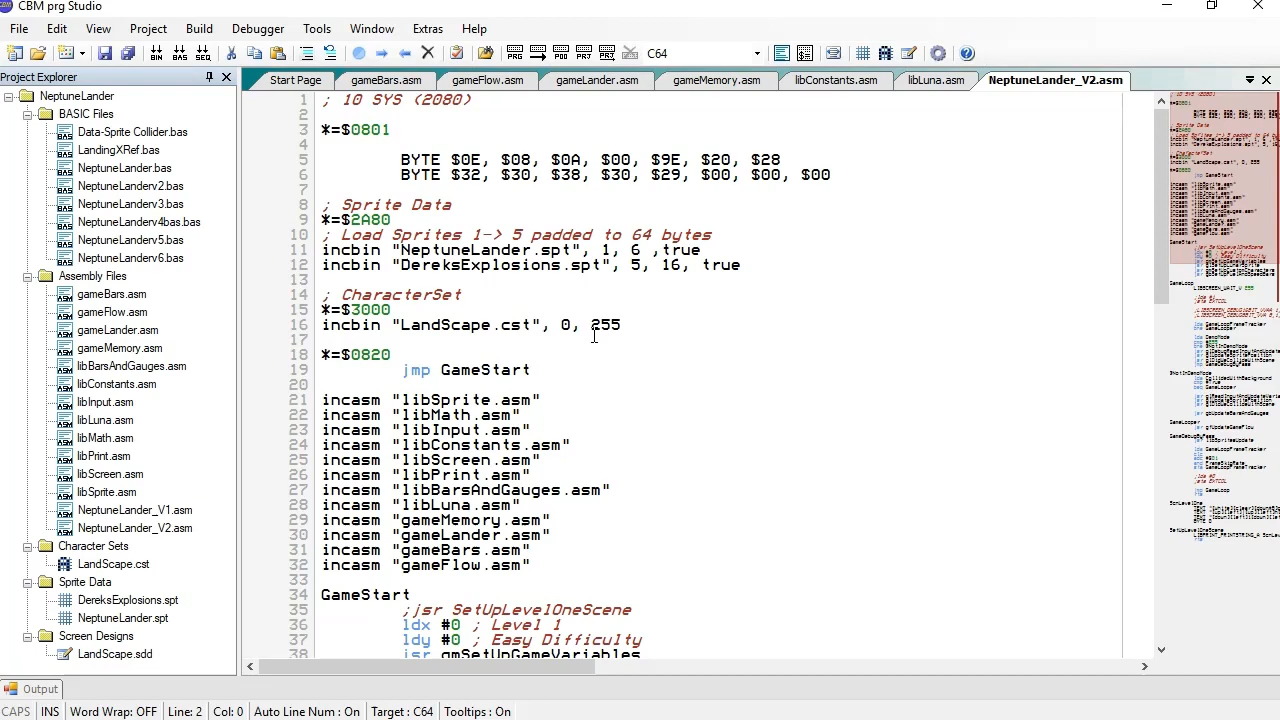 CBM prg Studio
File Edit View Project Build Debugger Tools Window Extras Help
C64
Project Explorer
Start Page gameBars.asm gameFlow.asm gameLander.asm gameMemory.asm libConstants.asm libLuna.asm NeptuneLander_V2.asm
NeptuneLander
BASIC Files
Data-Sprite Collider.bas
LandingXRef.bas
NeptuneLander.bas
NeptuneLanderv2.bas
NeptuneLanderv3.bas
NeptuneLanderv4bas.bas
NeptuneLanderv5.bas
NeptuneLanderv6.bas
Assembly Files
gameBars.asm
gameFlow.asm
gameLander.asm
gameMemory.asm
libBarsAndGauges.asm
libConstants.asm
libInput.asm
libLuna.asm
libMath.asm
libPrint.asm
libScreen.asm
libSprite.asm
NeptuneLander_V1.asm
NeptuneLander_V2.asm
Character Sets
LandScape.cst
Sprite Data
DereksExplosions.spt
NeptuneLander.spt
Screen Designs
LandScape.sdd
1 ; 10 SYS (2080)
2
3 *=$0801
4
5 BYTE $0E, $08, $0A, $00, $9E, $20, $28
6 BYTE $32, $30, $38, $30, $29, $00, $00, $00
7
8 ; Sprite Data
9 *=$2A80
10 ; Load Sprites 1-> 5 padded to 64 bytes
11 incbin "NeptuneLander.spt", 1, 6 ,true
12 incbin "DereksExplosions.spt", 5, 16, true
13
14 ; CharacterSet
15 *=$3000
16 incbin "LandScape.cst", 0, 255
17
18 *=$0820
19 jmp GameStart
20
21 incasm "libSprite.asm"
22 incasm "libMath.asm"
23 incasm "libInput.asm"
24 incasm "libConstants.asm"
25 incasm "libScreen.asm"
26 incasm "libPrint.asm"
27 incasm "libBarsAndGauges.asm"
28 incasm "libLuna.asm"
29 incasm "gameMemory.asm"
30 incasm "gameLander.asm"
31 incasm "gameBars.asm"
32 incasm "gameFlow.asm"
33
34 GameStart
35 ;jsr SetUpLevelOneScene
36 ldx #0 ; Level 1
37 ldy #0 ; Easy Difficulty
38 jsr gmSetUpGameVariables
Output
CAPS INS Word Wrap: OFF Line: 2 Col: 0 Auto Line Num : On Target : C64 Tooltips : On